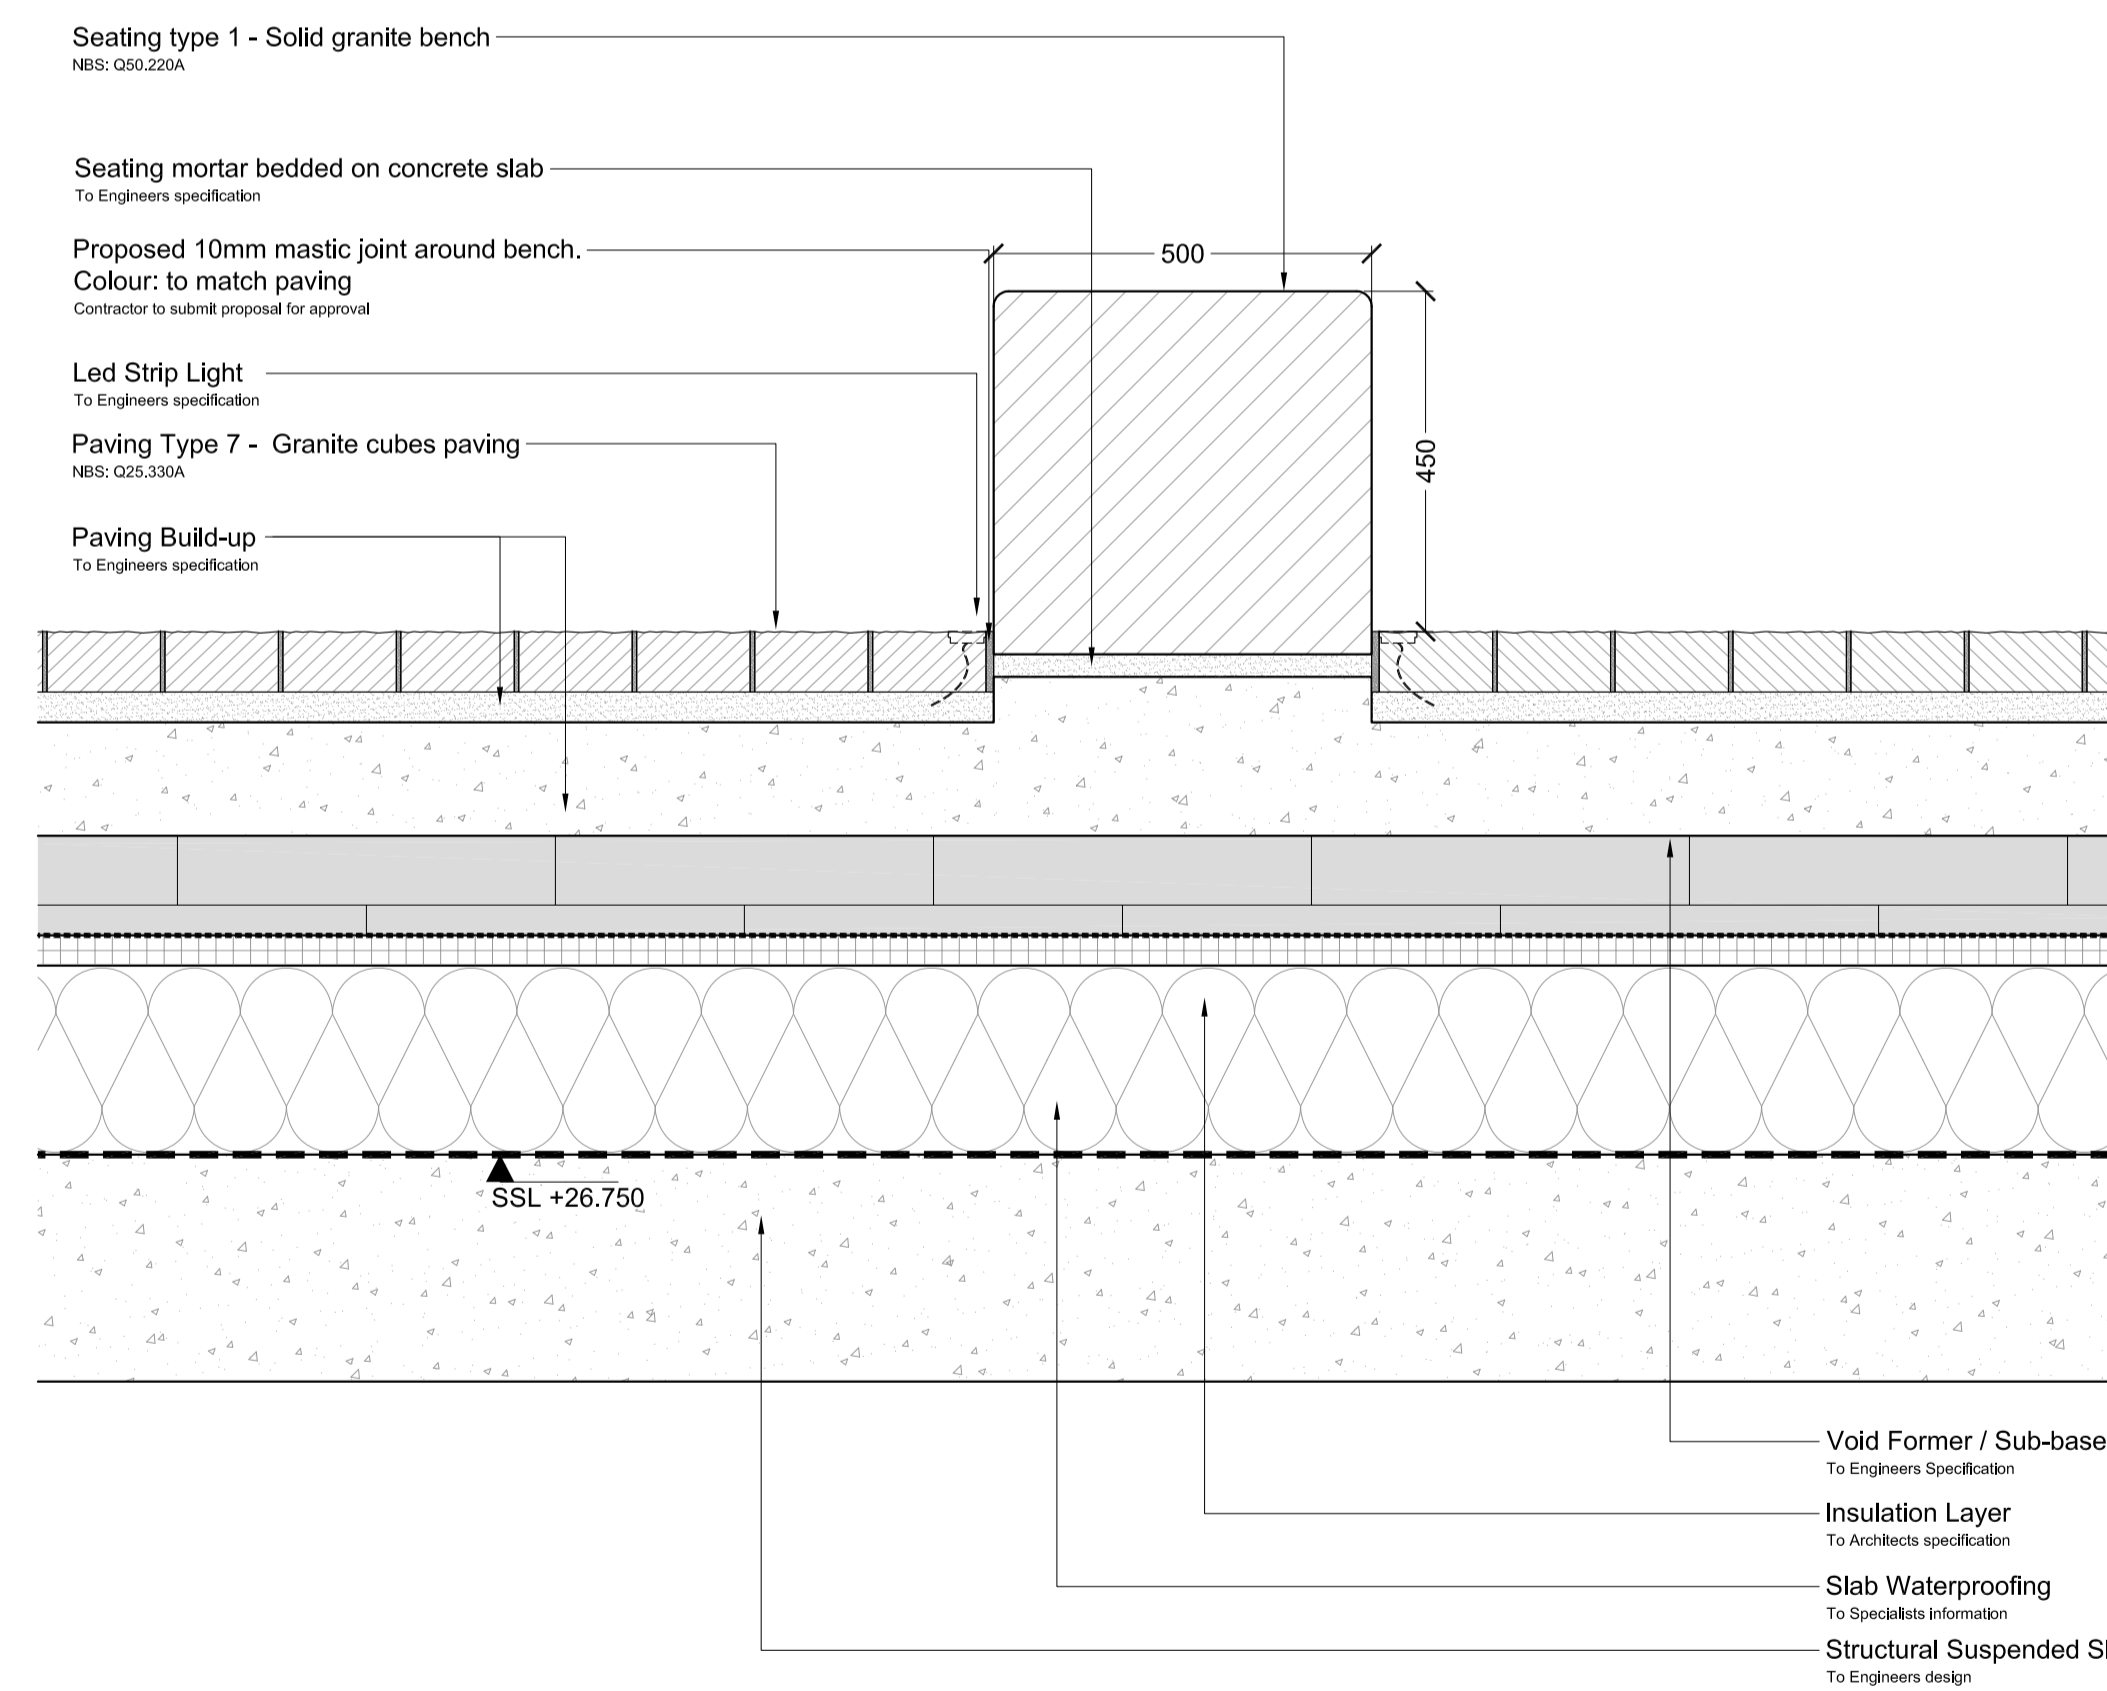 Seating type 1 - Solid granite bench
NBS: Q50.220A
Seating mortar bedded on concrete slab
To Engineers specification
Proposed 10mm mastic joint around bench.
Colour: to match paving
Contractor to submit proposal for approval
Led Strip Light
To Engineers specification
Paving Type 7 - Granite cubes paving
NBS: Q25.330A
Paving Build-up
To Engineers specification
500
450
SSL +26.750
Void Former / Sub-base
To Engineers Specification
Insulation Layer
To Architects specification
Slab Waterproofing
To Specialists information
Structural Suspended
To Engineers design